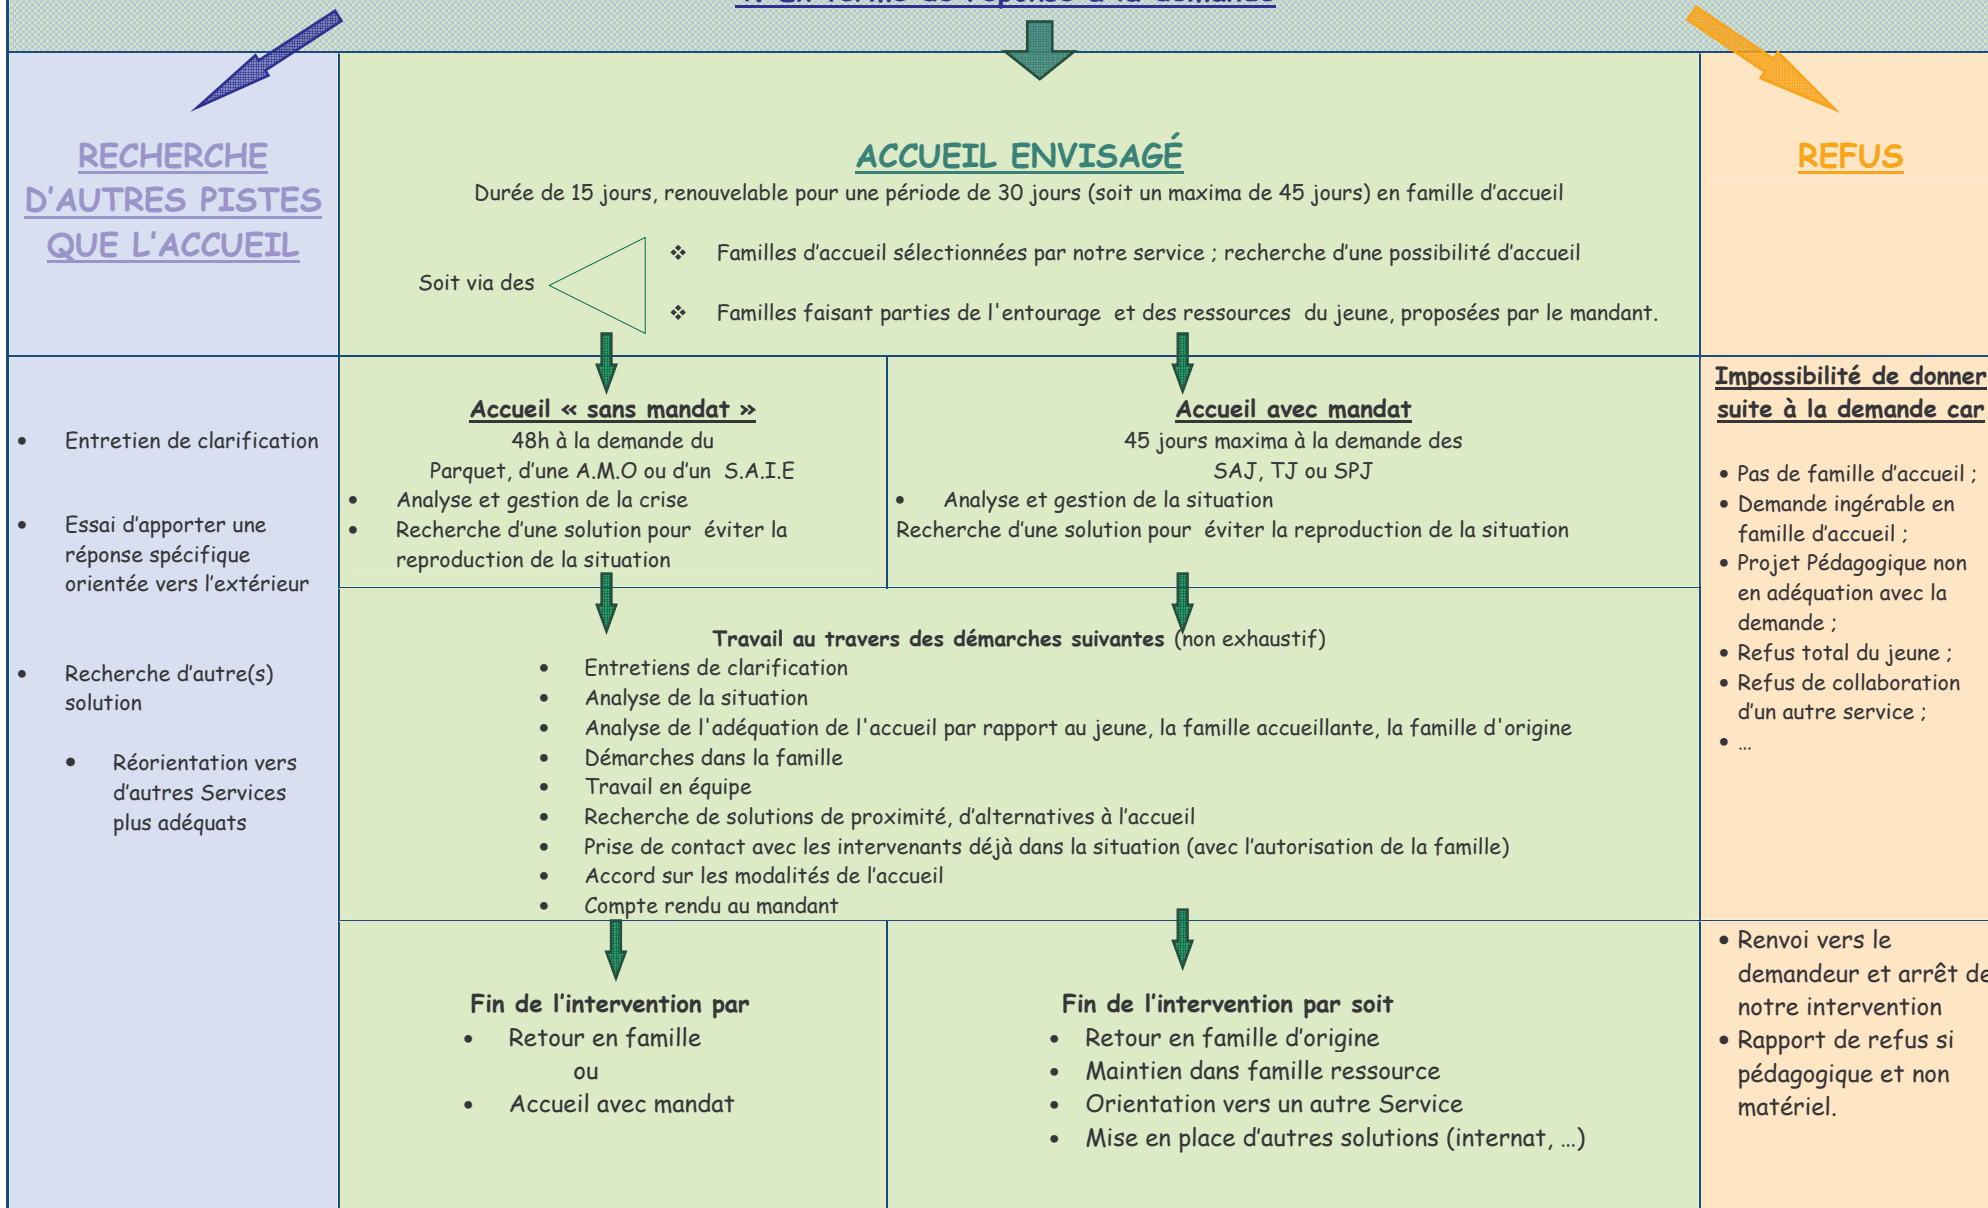 RECHERCHE
D'AUTRES PISTES
QUE L'ACCUEIL
ACCUEIL ENVISAGÉ
Durée de 15 jours, renouvelable pour une période de 30 jours (soit un maxima de 45 jours) en famille d'accueil
Soit via des
❖ Familles d'accueil sélectionnées par notre service ; recherche d'une possibilité d'accueil
❖ Familles faisant parties de l'entourage et des ressources du jeune, proposées par le mandant.
REFUS
• Entretien de clarification
• Essai d'apporter une
réponse spécifique
orientée vers l'extérieur
• Recherche d'autre(s)
solution
• Réorientation vers
d'autres Services
plus adéquats
Accueil « sans mandat »
48h à la demande du
Parquet, d'une A.M.O ou d'un S.A.I.E
• Analyse et gestion de la crise
• Recherche d'une solution pour éviter la
reproduction de la situation
Accueil avec mandat
45 jours maxima à la demande des
SAJ, TJ ou SPJ
• Analyse et gestion de la situation
Recherche d'une solution pour éviter la reproduction de la situation
Travail au travers des démarches suivantes (non exhaustif)
• Entretiens de clarification
• Analyse de la situation
• Analyse de l'adéquation de l'accueil par rapport au jeune, la famille accueillante, la famille d'origine
• Démarches dans la famille
• Travail en équipe
• Recherche de solutions de proximité, d'alternatives à l'accueil
• Prise de contact avec les intervenants déjà dans la situation (avec l'autorisation de la famille)
• Accord sur les modalités de l'accueil
• Compte rendu au mandant
Fin de l'intervention par
• Retour en famille
ou
• Accueil avec mandat
Fin de l'intervention par soit
• Retour en famille d'origine
• Maintien dans famille ressource
• Orientation vers un autre Service
• Mise en place d'autres solutions (internat, …)
Impossibilité de donner
suite à la demande car
• Pas de famille d'accueil ;
• Demande ingérable en
famille d'accueil ;
• Projet Pédagogique non
en adéquation avec la
demande ;
• Refus total du jeune ;
• Refus de collaboration
d'un autre service ;
• …
• Renvoi vers le
demandeur et arrêt de
notre intervention
• Rapport de refus si
pédagogique et non
matériel.